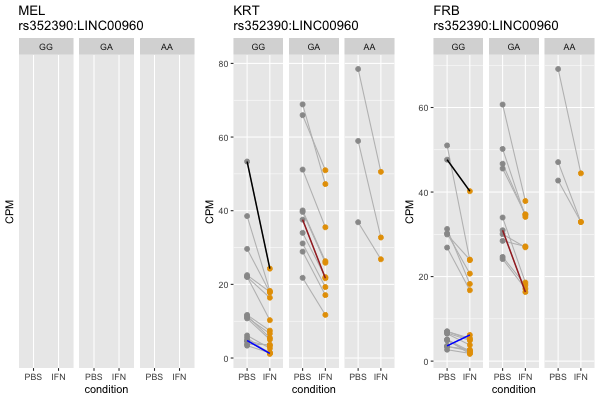 MEL
rs352390:LINC00960
GG GA AA
CPM
PBS IFN PBS IFN PBS IFN
condition
KRT
rs352390:LINC00960
GG GA AA
80
60
40
20
0
CPM
PBS IFN PBS IFN PBS IFN
condition
FRB
rs352390:LINC00960
GG GA AA
60
40
20
0
CPM
PBS IFN PBS IFN PBS IFN
condition